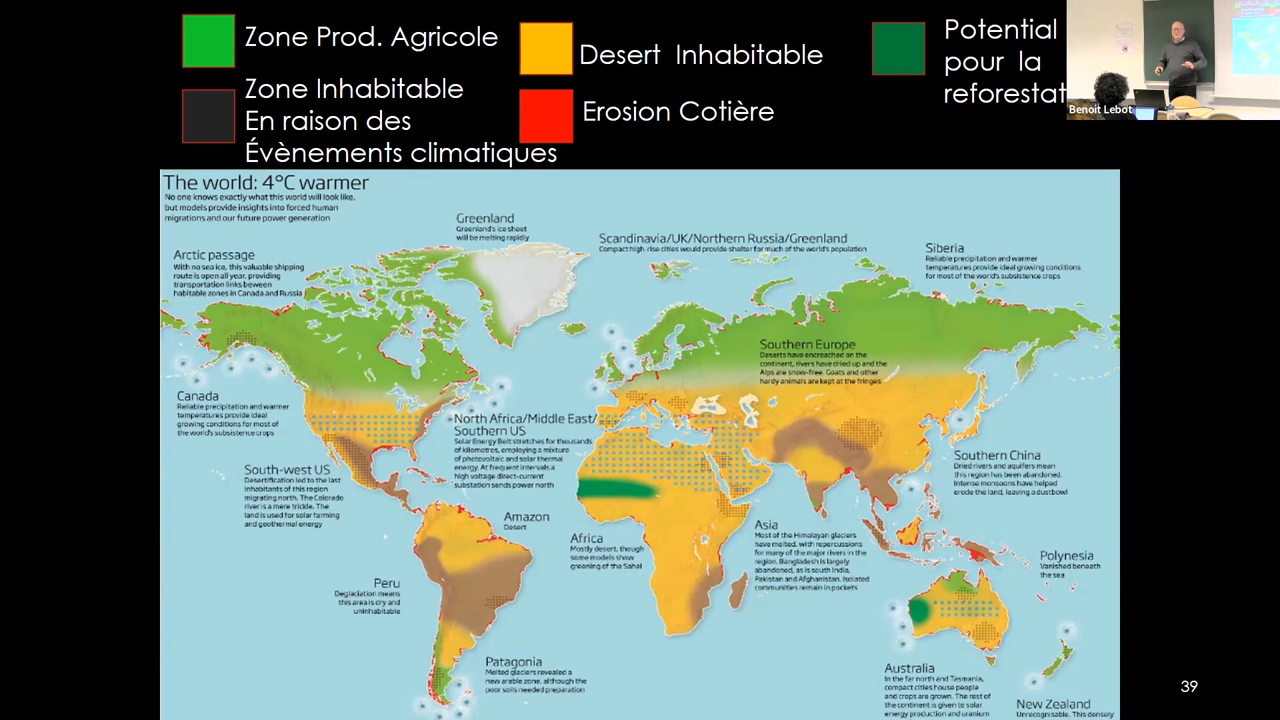 Zone Prod. Agricole
Desert Inhabitable
Potential
pour la
reforestat
Zone Inhabitable
En raison des
Évènements climatiques
Erosion Cotière
Benoit Lebot
The world: 4°C warmer
No one knows exactly what this world will look like,
but models provide insights into forced human
migrations and our future power generation
Greenland
Greenland's ice sheet
will be melting rapidly
Scandinavia/UK/Northern Russia/Greenland
Compact high-rise cities would provide shelter for much of the world's population
Siberia
Reliable precipitation and warmer
temperatures provide ideal growing conditions
for most of the world's subsistence crops
Arctic passage
With no sea ice, this valuable shipping
route is open all year, providing
transportation links between
habitable zones in Canada and Russia
Southern Europe
Deserts have encroached on the
continent, rivers have dried up and the
Alps are snow-free. Goats and other
hardy animals are kept at the fringes
Canada
Reliable precipitation and warmer
temperatures provide ideal
growing conditions for most of
the world's subsistence crops
North Africa/Middle East/
Southern US
Solar Energy Belt stretches for thousands
of kilometres, employing a mixture
of photovoltaic and solar thermal
energy. At frequent intervals a
high voltage direct-current
substation sends power north
South-west US
Desertification led to the last
inhabitants of this region
migrating north. The Colorado
river is a mere trickle. The
land is used for solar farming
and geothermal energy
Southern China
Dried rivers and aquifers mean
this region has been abandoned.
Intense monsoons have helped
erode the land, leaving a dustbowl
Amazon
Desert
Africa
Mostly desert, though
some models show
greening of the Sahel
Asia
Most of the Himalayan glaciers
have melted, with repercussions
for many of the major rivers in the
region. Bangladesh is largely
abandoned, as is south India,
Pakistan and Afghanistan. Isolated
communities remain in pockets
Polynesia
Vanished beneath
the sea
Peru
Deglaciation means
this area is dry and
uninhabitable
Patagonia
Melted glaciers revealed a
new arable zone, although the
poor soils needed preparation
Australia
In the far north and Tasmania,
compact cities house people
and crops are grown. The rest of
the continent is given to solar
energy production and uranium
New Zealand
Unrecognisable. This densely
39